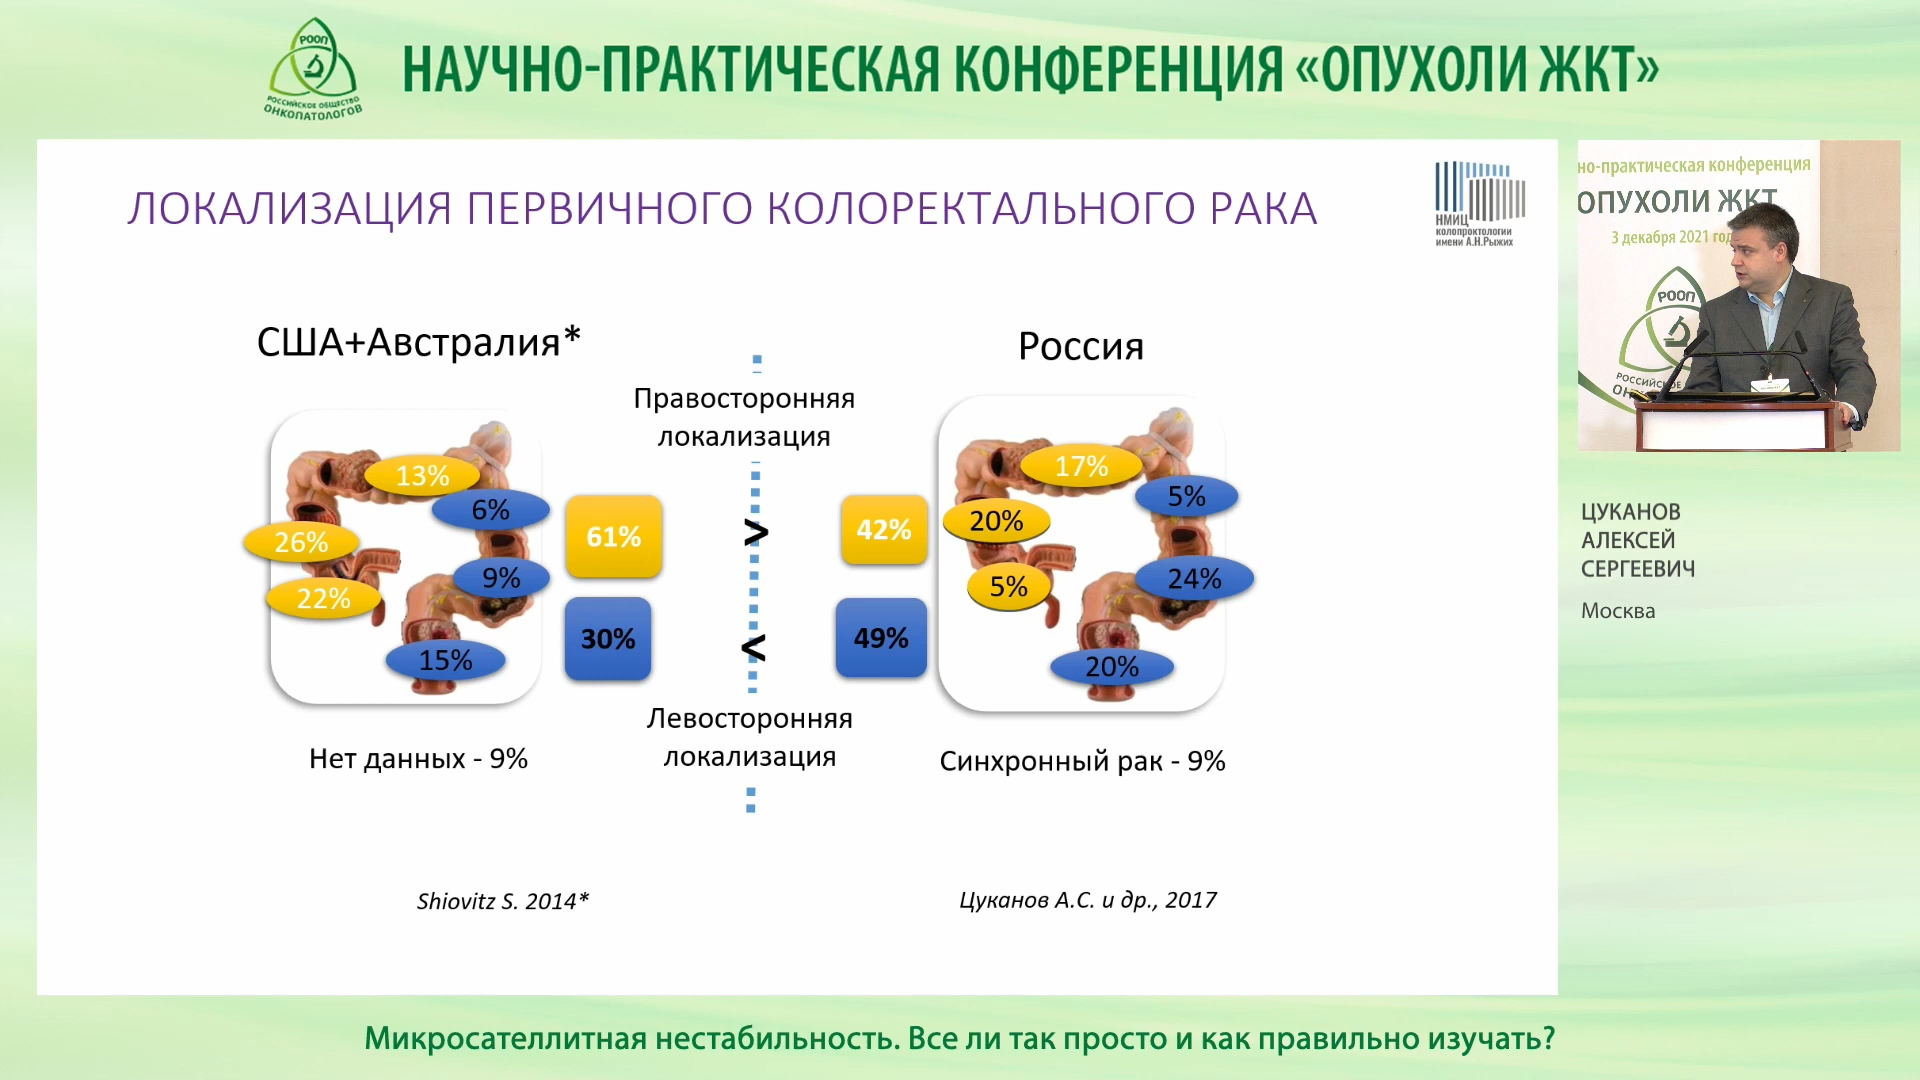 РООП
РОССИЙСКОЕ ОБЩЕСТВО
ОНКОПАТОЛОГОВ
НАУЧНО-ПРАКТИЧЕСКАЯ КОНФЕРЕНЦИЯ «ОПУХОЛИ ЖКТ»
ЛОКАЛИЗАЦИЯ ПЕРВИЧНОГО КОЛОРЕКТАЛЬНОГО РАКА
НМИЦ
колопроктологии
имени А.Н.Рыжих
США+Австралия*
13%
6%
26%
9%
22%
15%
61%
30%
Нет данных - 9%
Shiovitz S. 2014*
Правосторонняя
локализация
>
<
Левосторонняя
локализация
Россия
42%
49%
17%
5%
20%
24%
5%
20%
Синхронный рак - 9%
Цуканов А.С. и др., 2017
но-практическая конференция
ОПУХОЛИ ЖКТ
3 декабря 2021 год
РООП
ЦУКАНОВ
АЛЕКСЕЙ
СЕРГЕЕВИЧ
Москва
Микросателлитная нестабильность. Все ли так просто и как правильно изучать?